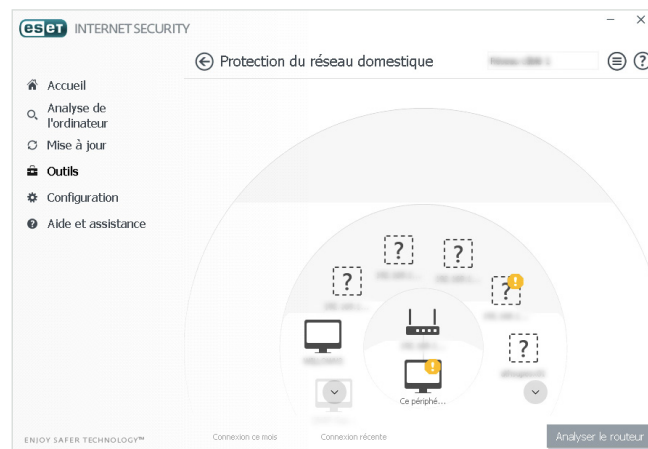 eset INTERNET SECURITY
Protection du réseau domestique
Accueil
Analyse de
l'ordinateur
Mise à jour
Outils
Configuration
Aide et assistance
Ce périphé...
ENJOY SAFER TECHNOLOGY™
Connexion ce mois
Connexion récente
Analyser le routeur